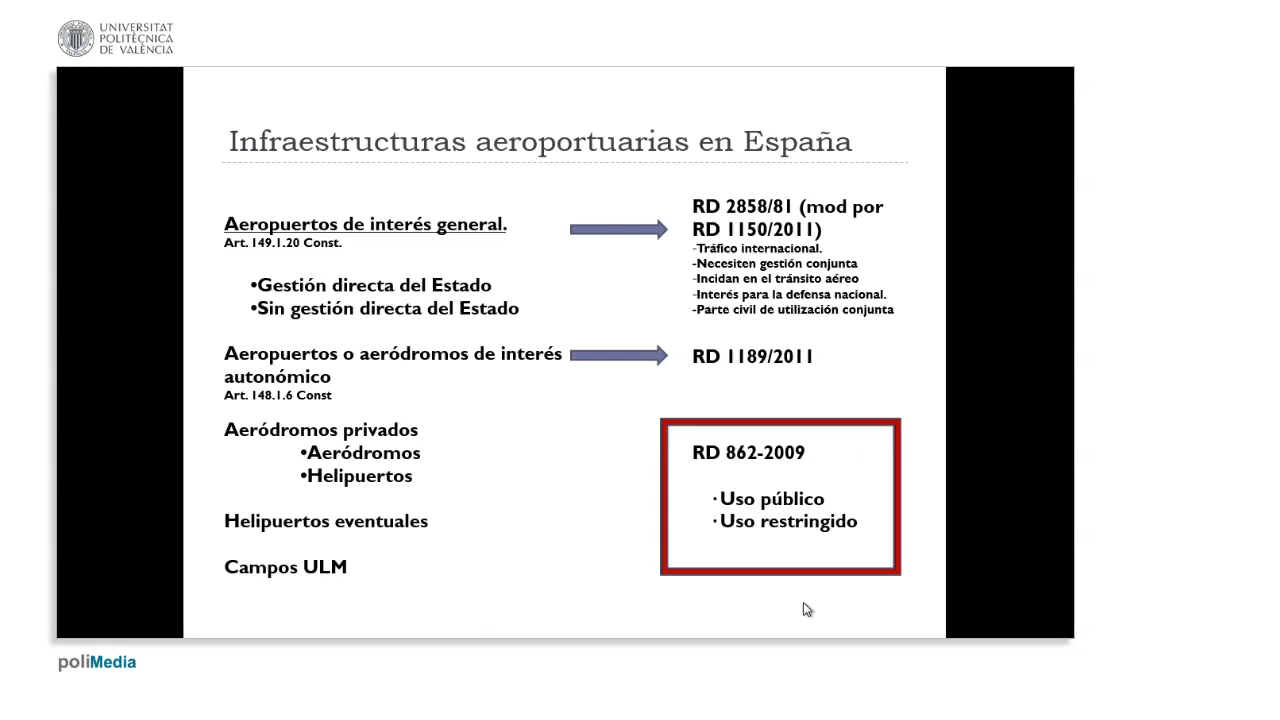 UNIVERSITAT
POLITÈCNICA
DE VALÈNCIA
Infraestructuras aeroportuarias en España
Aeropuertos de interés general.
Art. 149.1.20 Const.
•Gestión directa del Estado
•Sin gestión directa del Estado
RD 2858/81 (mod por
RD 1150/2011)
-Tráfico internacional.
-Necesiten gestión conjunta
-Incidan en el tránsito aéreo
-Interés para la defensa nacional.
-Parte civil de utilización conjunta
Aeropuertos o aeródromos de interés
autonómico
Art. 148.1.6 Const
RD 1189/2011
Aeródromos privados
•Aeródromos
•Helipuertos
Helipuertos eventuales
Campos ULM
RD 862-2009
·Uso público
·Uso restringido
poliMedia